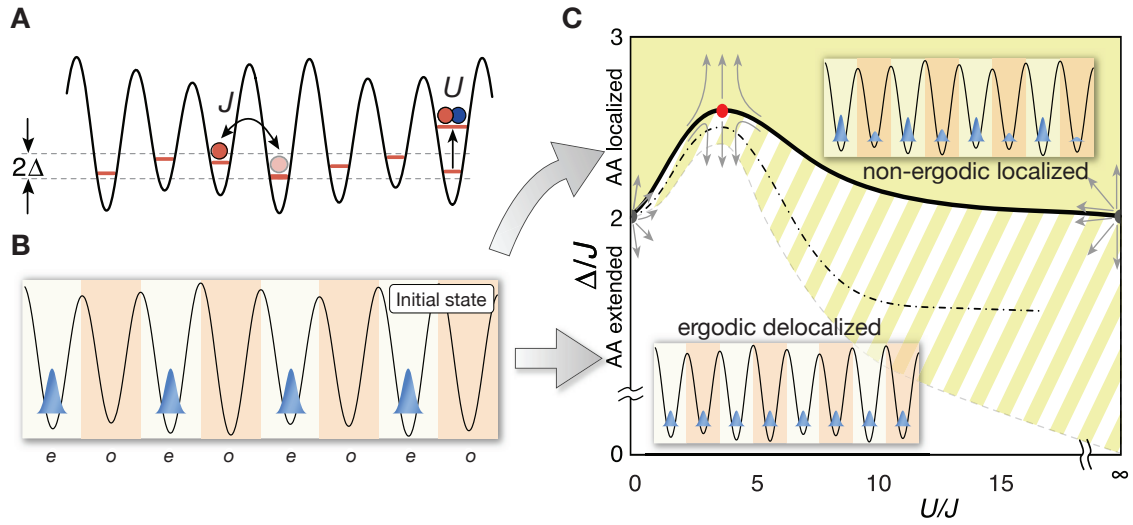 A
J
U
2Δ
B
Initial state
e o e o e o e o
C
3
AA localized
non-ergodic localized
2
Δ/J
AA extended
ergodic delocalized
0
0 5 10 15 ∞
U/J